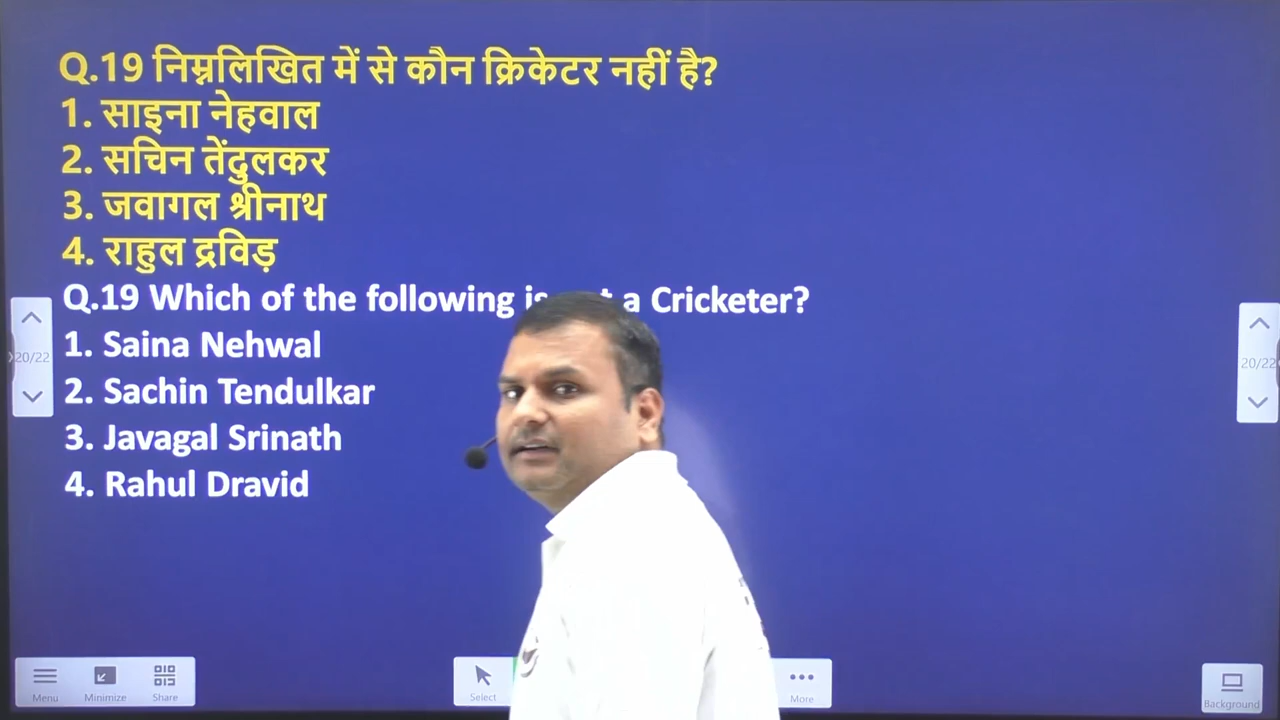 Q.19 निम्नलिखित में से कौन क्रिकेटर नहीं है?
1. साइना नेहवाल
2. सचिन तेंदुलकर
3. जवागल श्रीनाथ
4. राहुल द्रविड़
Q.19 Which of the following is a Cricketer?
1. Saina Nehwal
2. Sachin Tendulkar
3. Javagal Srinath
4. Rahul Dravid
20/22
20/22
Menu Minimize Share Select More Background